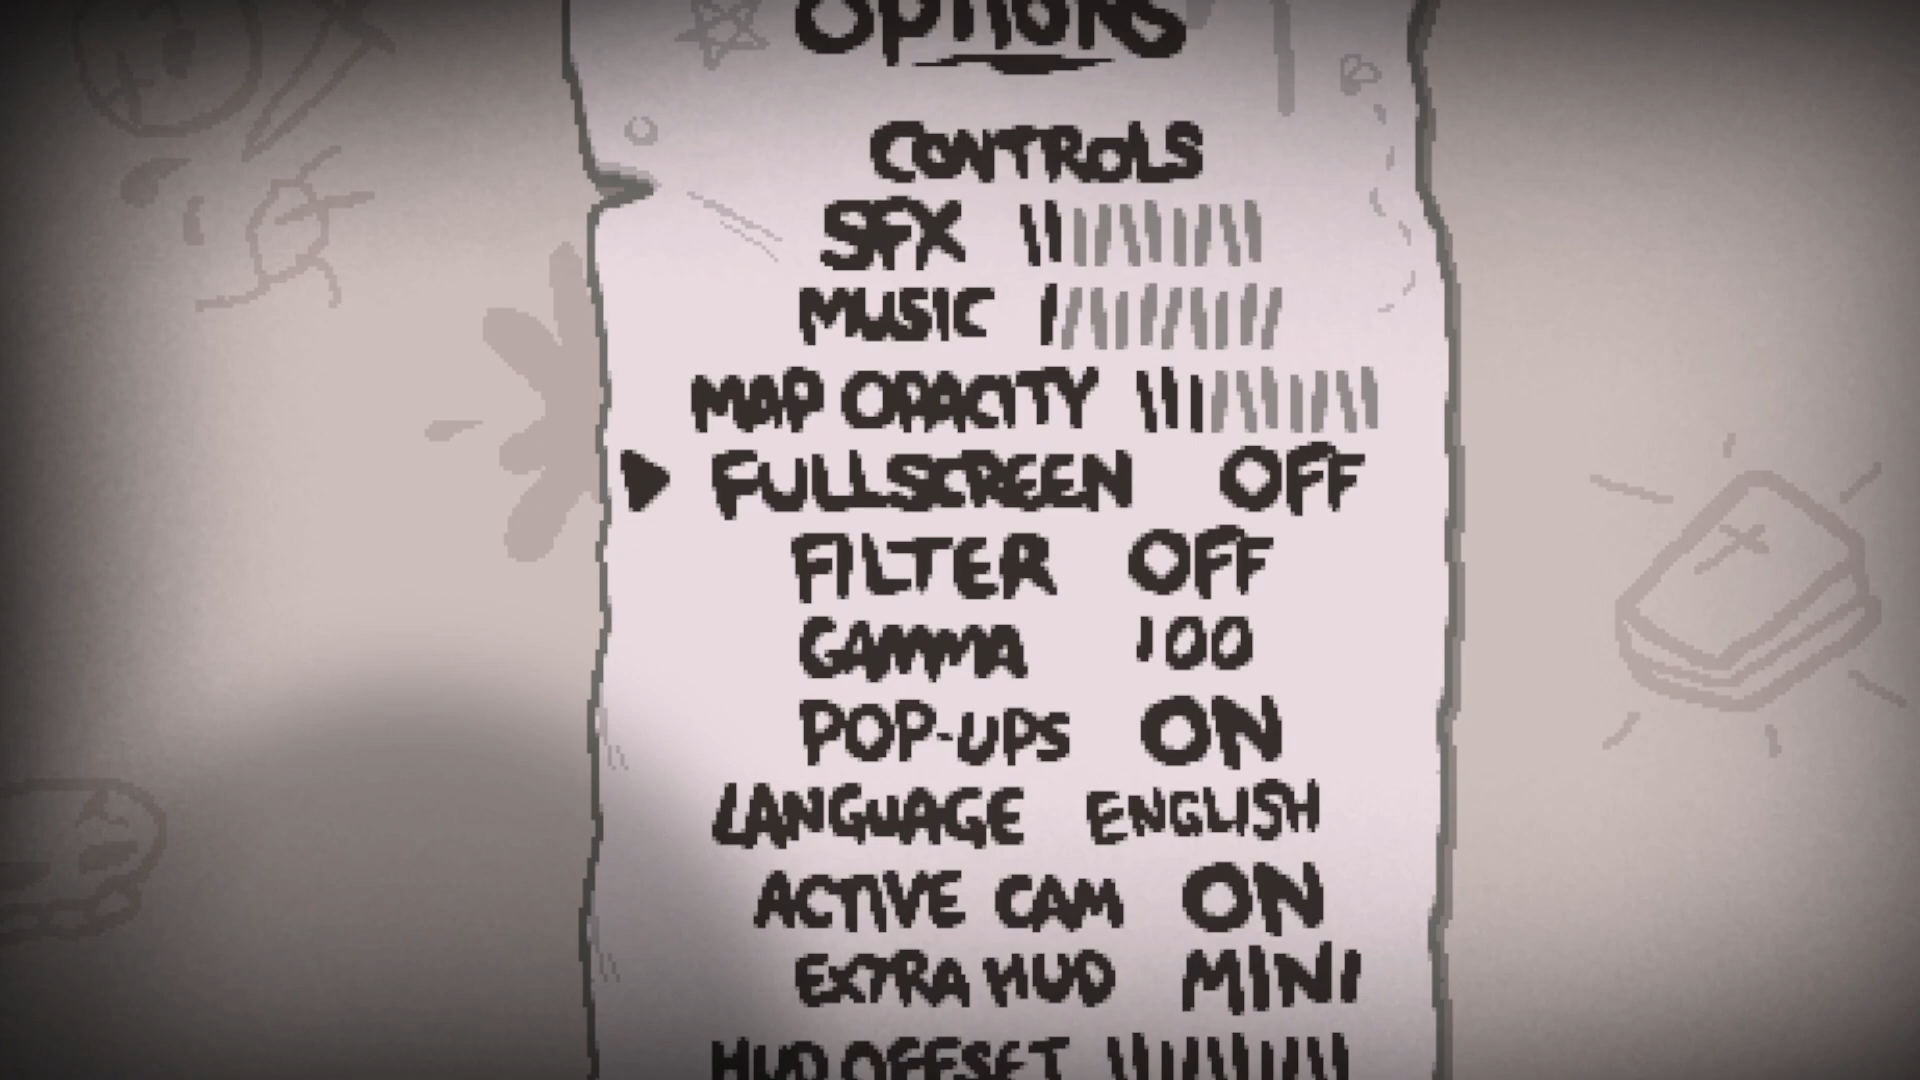 Options
CONTROLS
SFX
MUSIC
MAP OPACITY
FULLSCREEN OFF
FILTER OFF
GAMMA 100
POP-UPS ON
LANGUAGE ENGLISH
ACTIVE CAM ON
EXTRA HUD MINI
HUD OFFSET